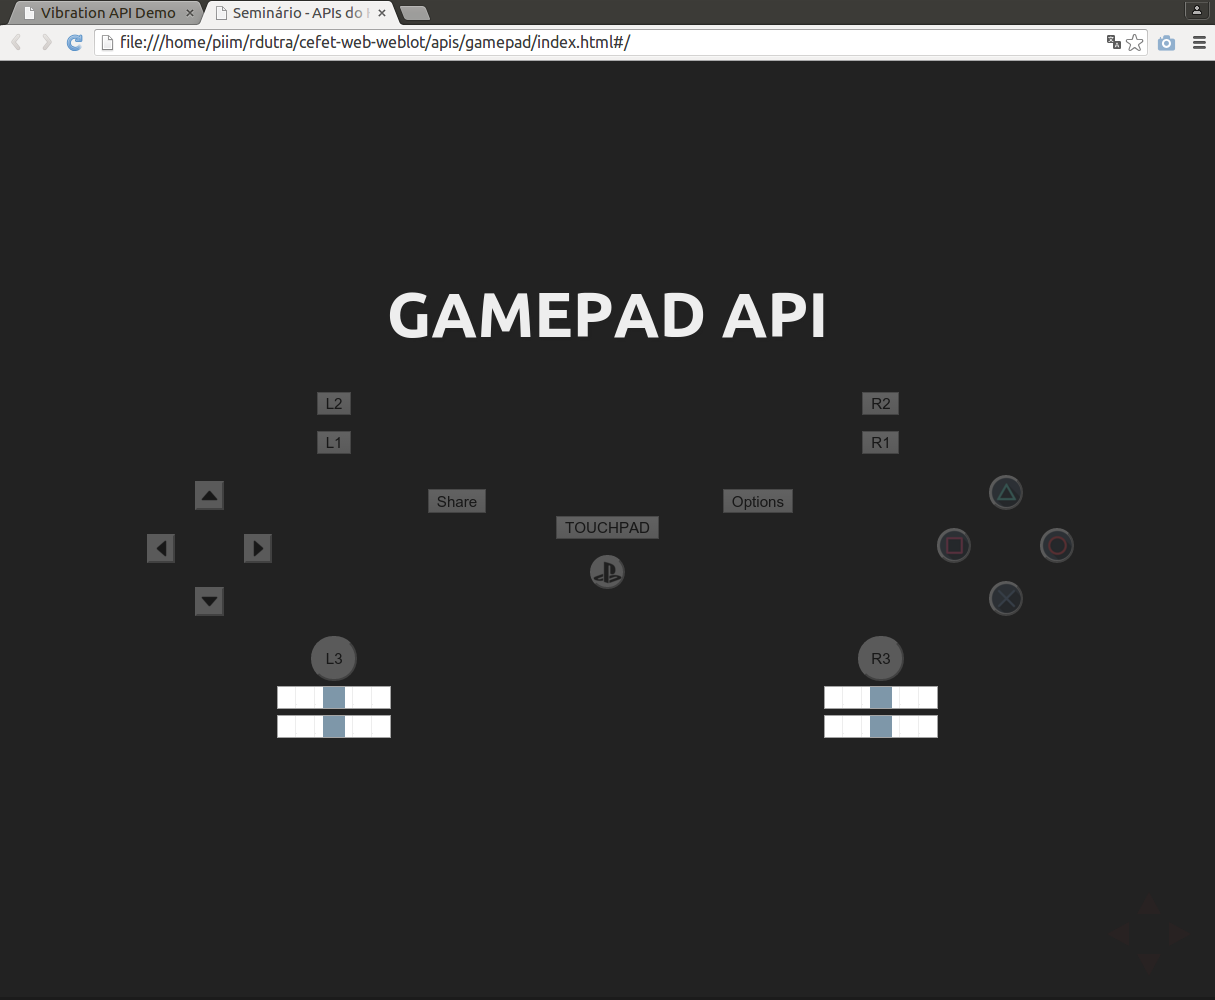 Vibration API Demo
Seminário - APIs do
file:///home/piim/rdutra/cefet-web-weblot/apis/gamepad/index.html#/
GAMEPAD API
L2
R2
L1
R1
Share
Options
TOUCHPAD
L3
R3